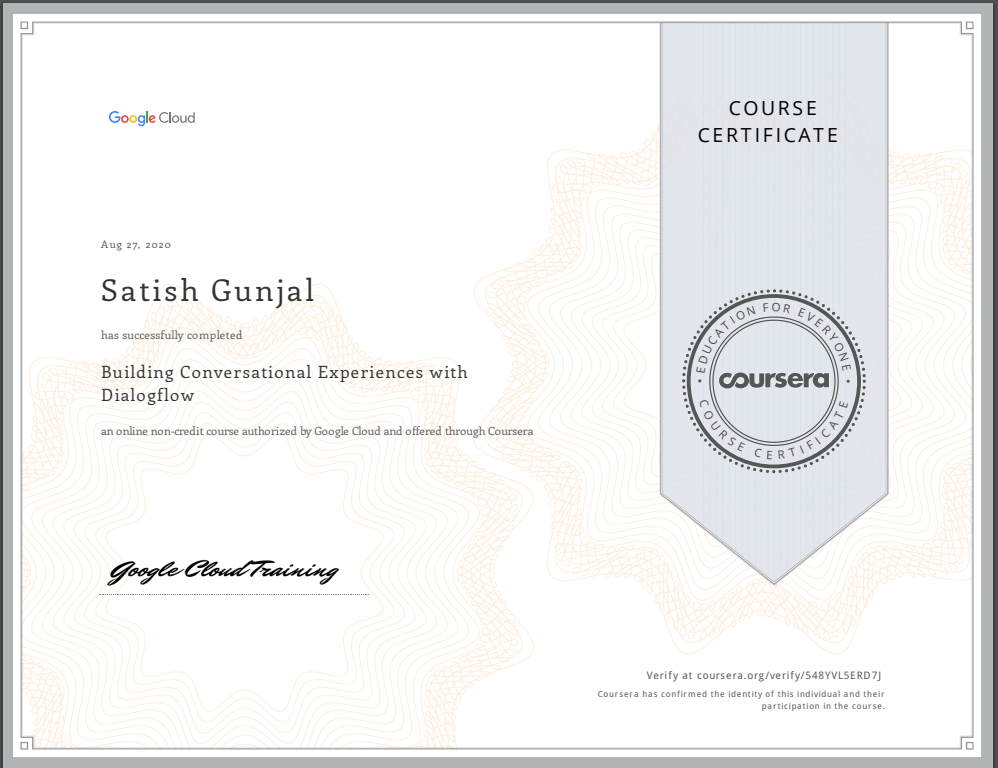 Google Cloud
COURSE
CERTIFICATE
Aug 27, 2020
Satish Gunjal
has successfully completed
Building Conversational Experiences with
Dialogflow
an online non-credit course authorized by Google Cloud and offered through Coursera
EDUCATION FOR EVERYONE
coursera
COURSE CERTIFICATE
Google Cloud Training
Verify at coursera.org/verify/548YVL5ERD7J
Coursera has confirmed the identity of this individual and their
participation in the course.